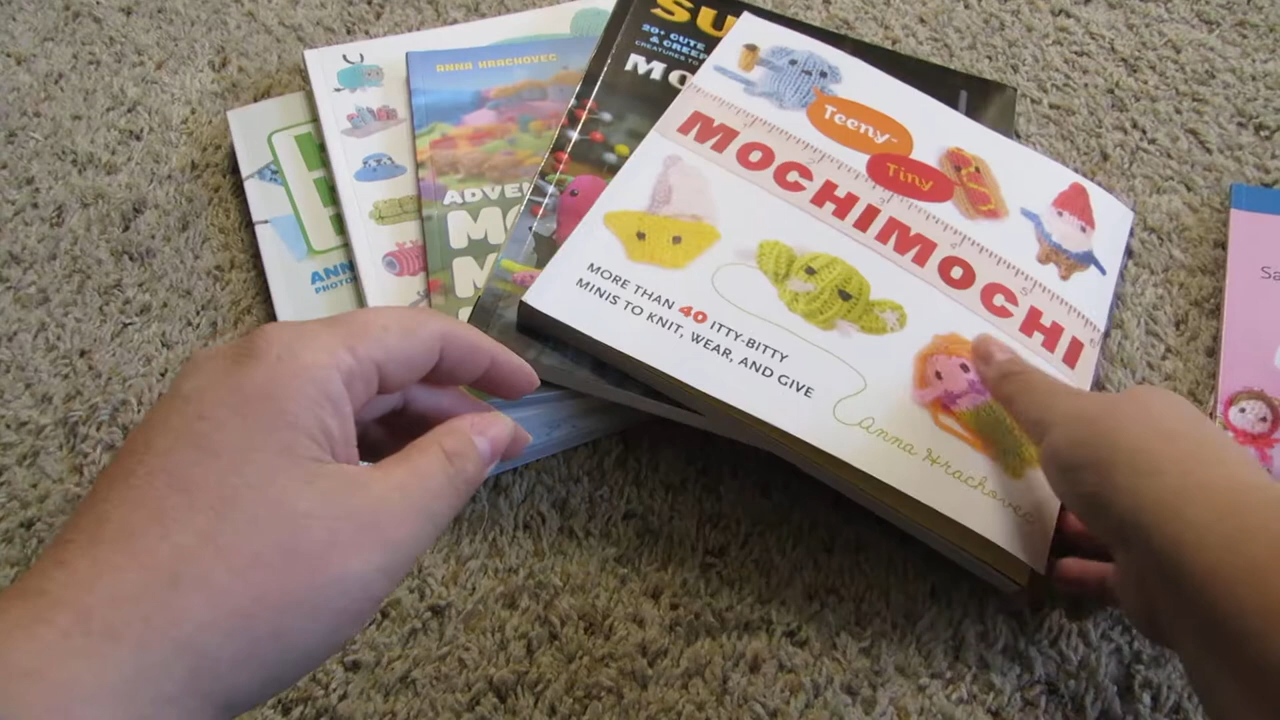 ANNA HRACHOVEC
ADVE
MO
M
ANN
PHOTO
SU
20+ CUTE
& CREEP
CREATURES TO
MO
Teeny-
Tiny
MOCHIMOCHI
MORE THAN 40 ITTY-BITTY
MINIS TO KNIT, WEAR, AND GIVE
Anna Hrachovec
Sa